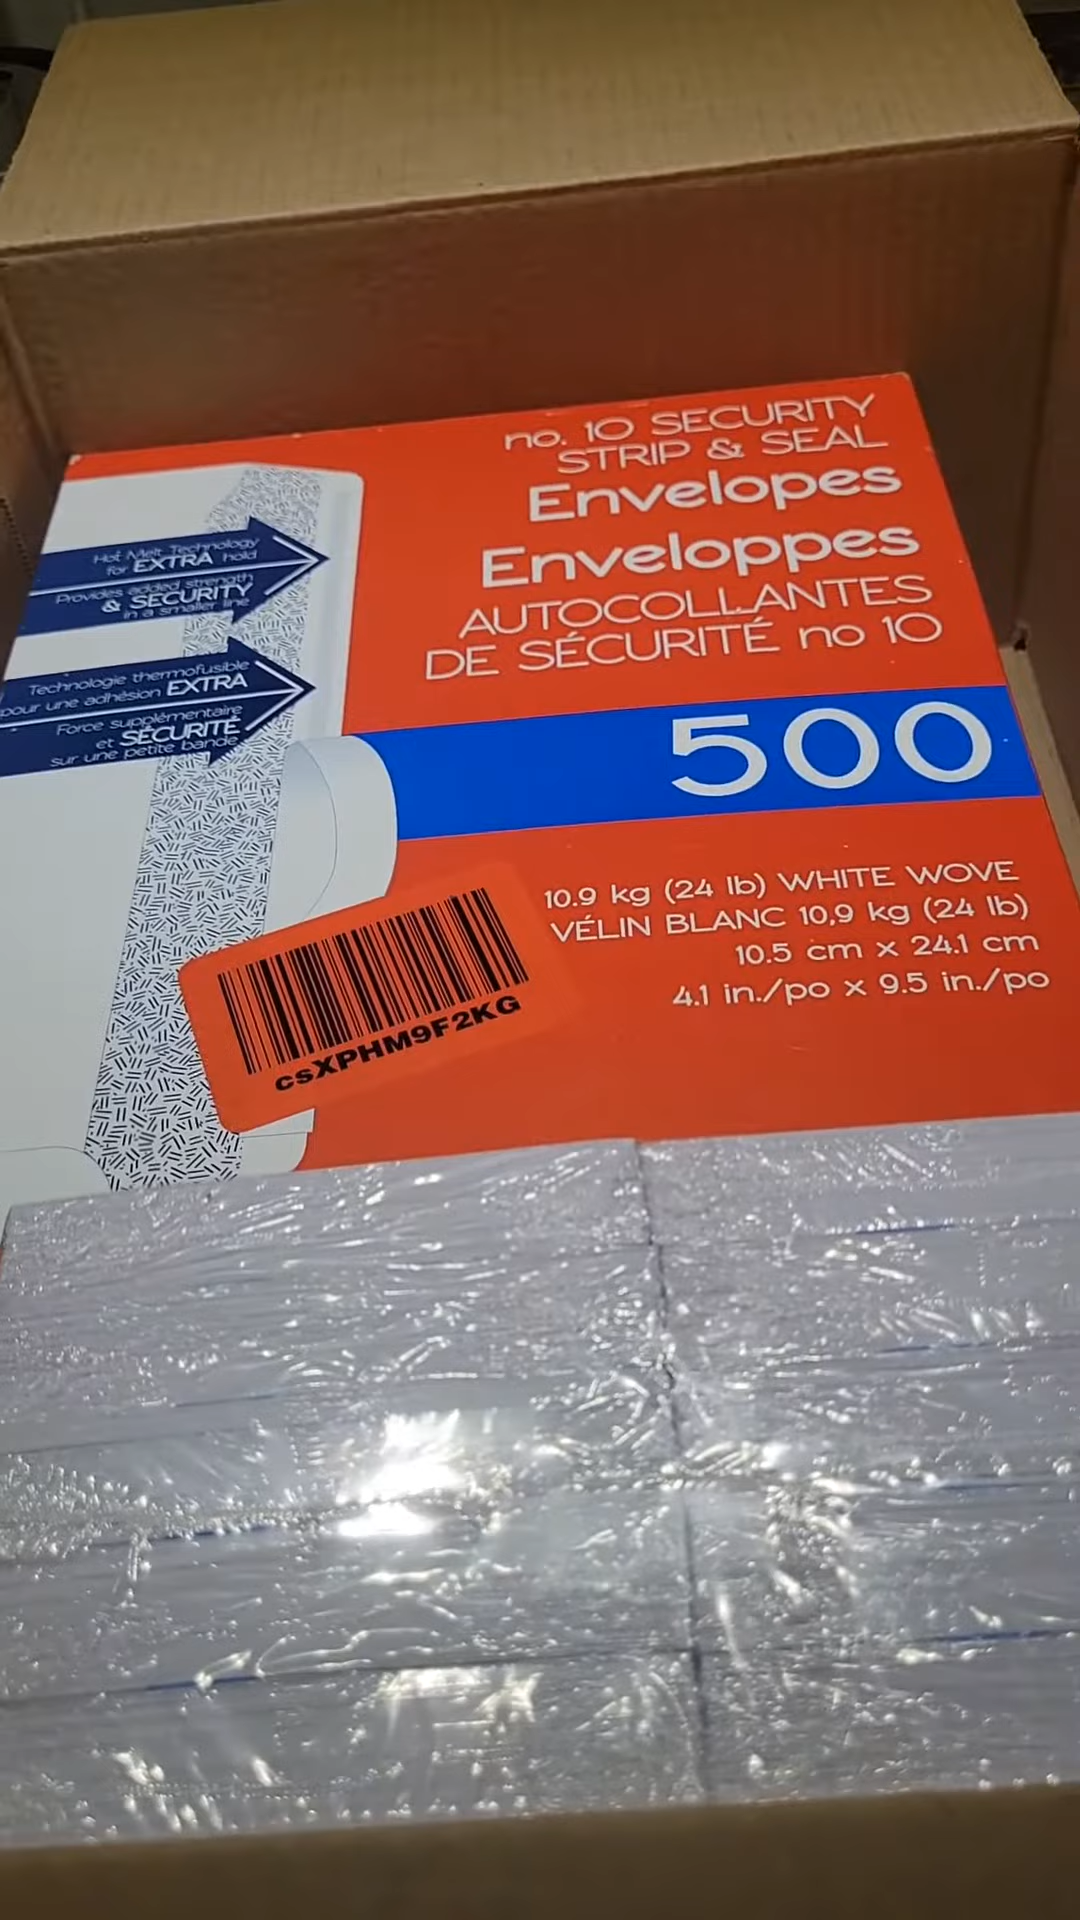 no. 10 SECURITY
STRIP & SEAL
Envelopes
Enveloppes
AUTOCOLLANTES
DE SÉCURITÉ no 10
Hot Melt Technology
for EXTRA hold
Provides added strength
& SECURITY
in a smaller line
Technologie thermofusible
pour une adhésion EXTRA
Force supplémentaire
et SÉCURITÉ
sur une petite bande
500
10.9 kg (24 lb) WHITE WOVE
VÉLIN BLANC 10,9 kg (24 lb)
10.5 cm x 24.1 cm
4.1 in./po x 9.5 in./po
csXPHM9F2KG